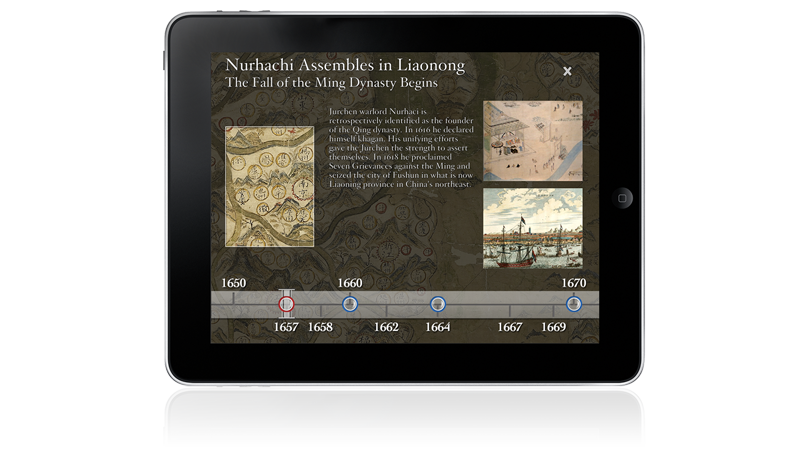 Nurhachi Assembles in Liaonong
The Fall of the Ming Dynasty Begins
x
Jurchen warlord Nurhaci is
retrospectively identified as the founder
of the Qing dynasty. In 1616 he declared
himself khagan. His unifying efforts
gave the Jurchen the strength to assert
themselves. In 1618 he proclaimed
Seven Grievances against the Ming and
seized the city of Fushun in what is now
Liaoning province in China's northeast.
1650
1660
1670
1657
1658
1662
1664
1667
1669